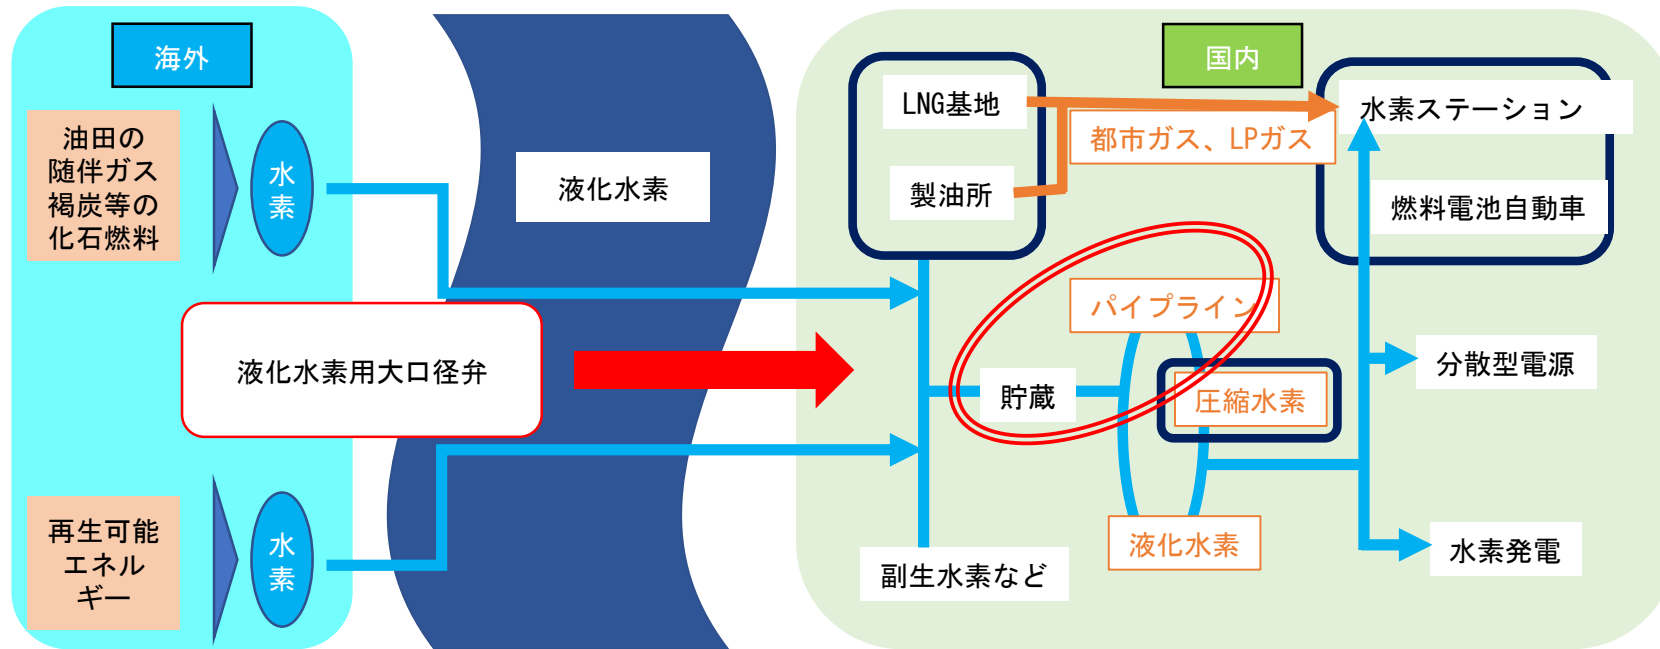 海外
油田の
随伴ガス
褐炭等の
化石燃料
水
素
液化水素
液化水素用大口径弁
再生可能
エネル
ギー
水
素
国内
LNG基地
製油所
都市ガス、LPガス
水素ステーション
燃料電池自動車
パイプライン
貯蔵
圧縮水素
液化水素
副生水素など
分散型電源
水素発電